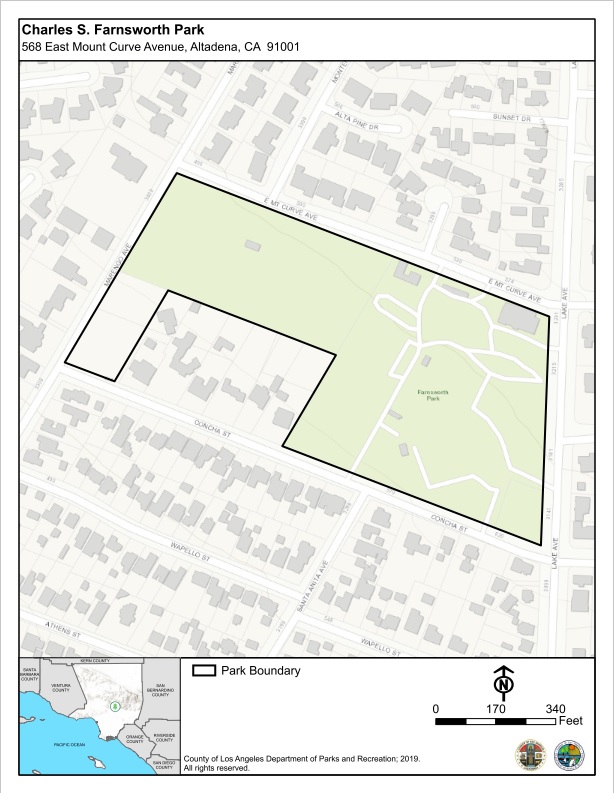 Charles S. Farnsworth Park
568 East Mount Curve Avenue, Altadena, CA 91001
ALTA PINE DR
SUNSET DR
E MT CURVE AVE
E MT CURVE AVE
MARENGO AVE
LAKE AVE
Farnsworth
Park
CONCHA ST
CONCHA ST
WAPELLO ST
SANTA ANITA AVE
LAKE AVE
ATHENS ST
WAPELLO ST
KERN COUNTY
SANTA
BARBARA
COUNTY
VENTURA
COUNTY
SAN
BERNARDINO
COUNTY
ORANGE
COUNTY
RIVERSIDE
COUNTY
PACIFIC OCEAN
SAN DIEGO
COUNTY
Park Boundary
N
0 170 340
Feet
County of Los Angeles Department of Parks and Recreation; 2019.
All rights reserved.